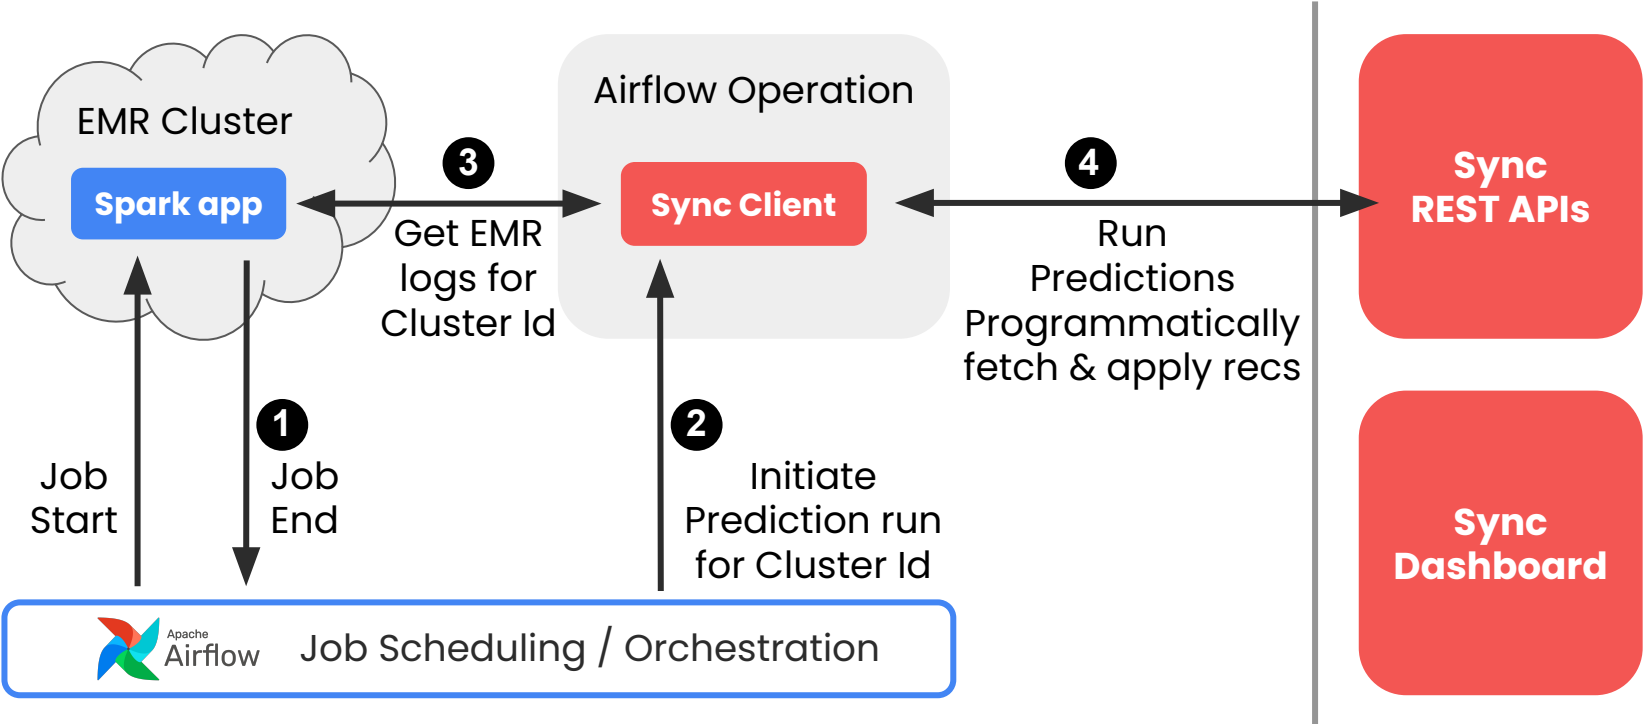 EMR Cluster
Spark app
3
Get EMR
logs for
Cluster Id
Airflow Operation
Sync Client
4
Run
Predictions
Programmatically
fetch & apply recs
Sync
REST APIs
Job
Start
1
Job
End
2
Initiate
Prediction run
for Cluster Id
Sync
Dashboard
Apache
Airflow
Job Scheduling / Orchestration